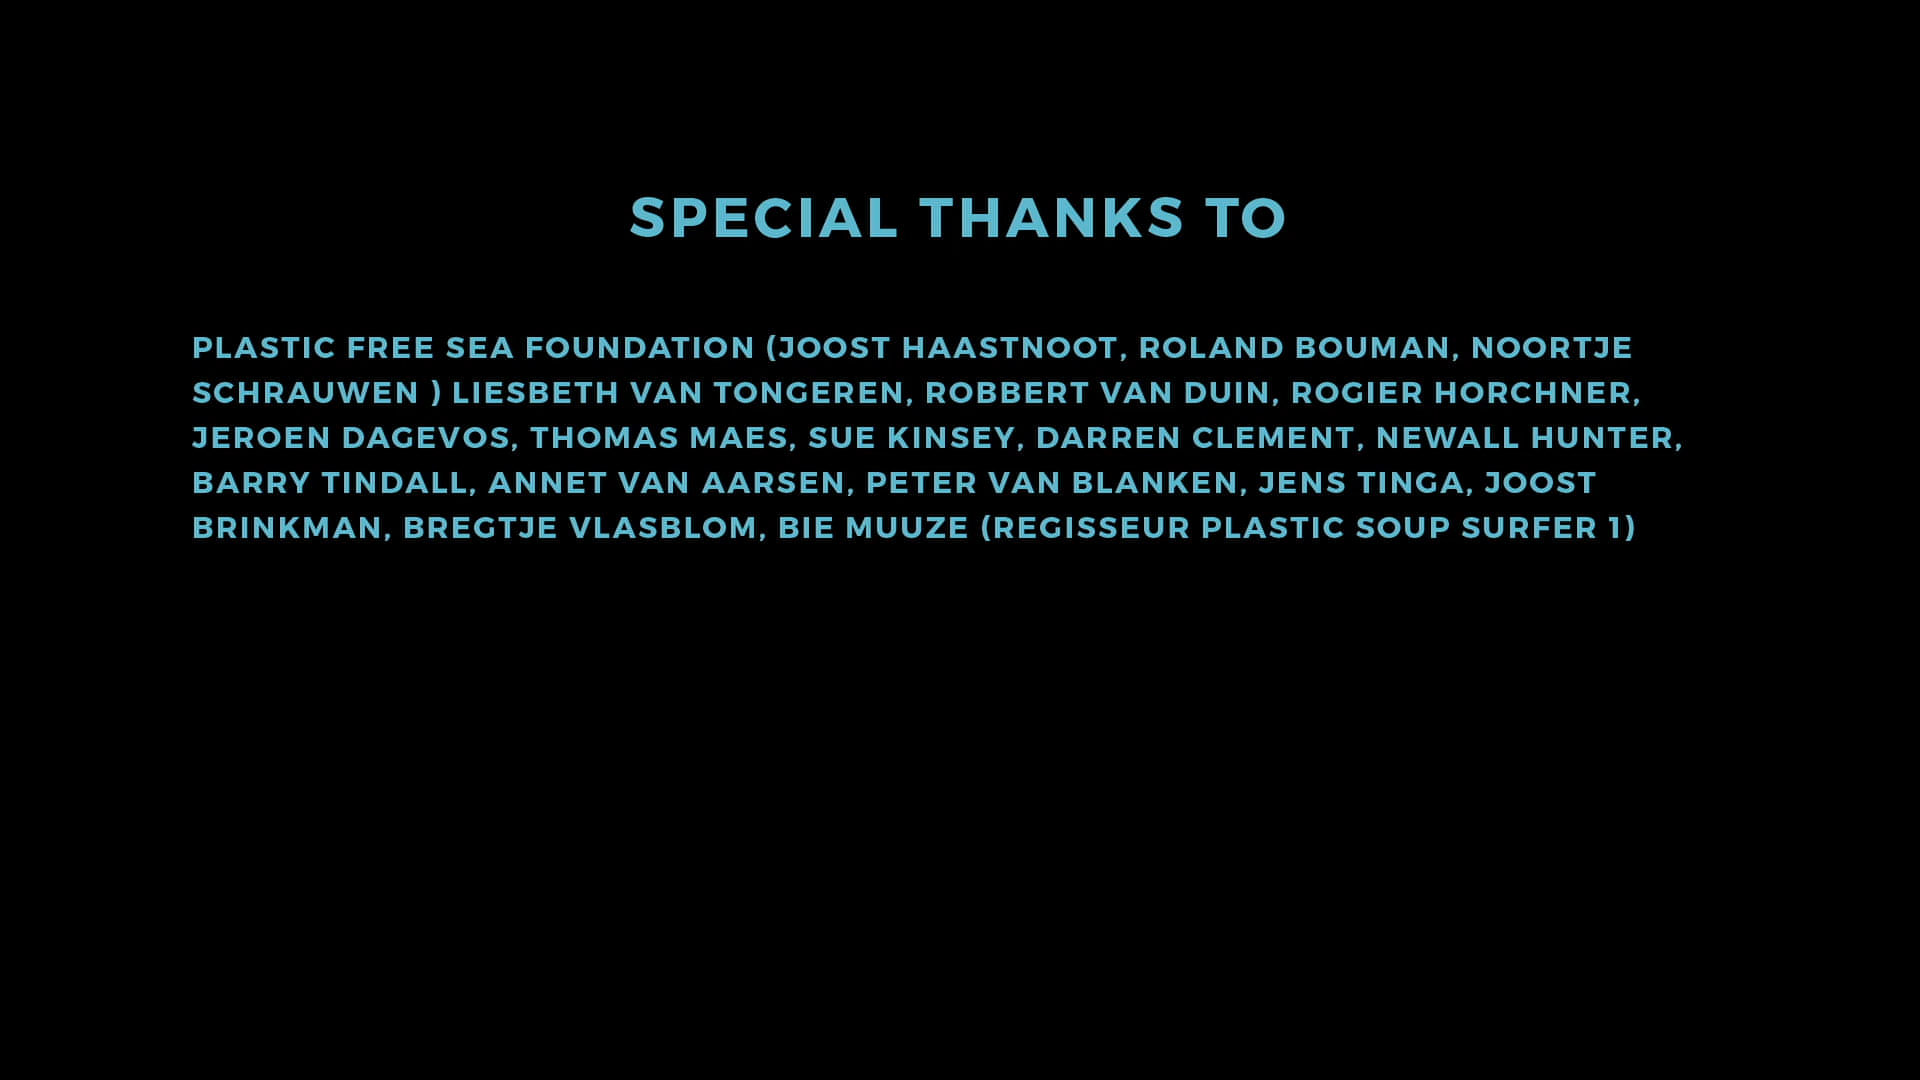 SPECIAL THANKS TO
PLASTIC FREE SEA FOUNDATION (JOOST HAASTNOOT, ROLAND BOUMAN, NOORTJE
SCHRAUWEN ) LIESBETH VAN TONGEREN, ROBBERT VAN DUIN, ROGIER HORCHNER,
JEROEN DAGEVOS, THOMAS MAES, SUE KINSEY, DARREN CLEMENT, NEWALL HUNTER,
BARRY TINDALL, ANNET VAN AARSEN, PETER VAN BLANKEN, JENS TINGA, JOOST
BRINKMAN, BREGTJE VLASBLOM, BIE MUUZE (REGISSEUR PLASTIC SOUP SURFER 1)